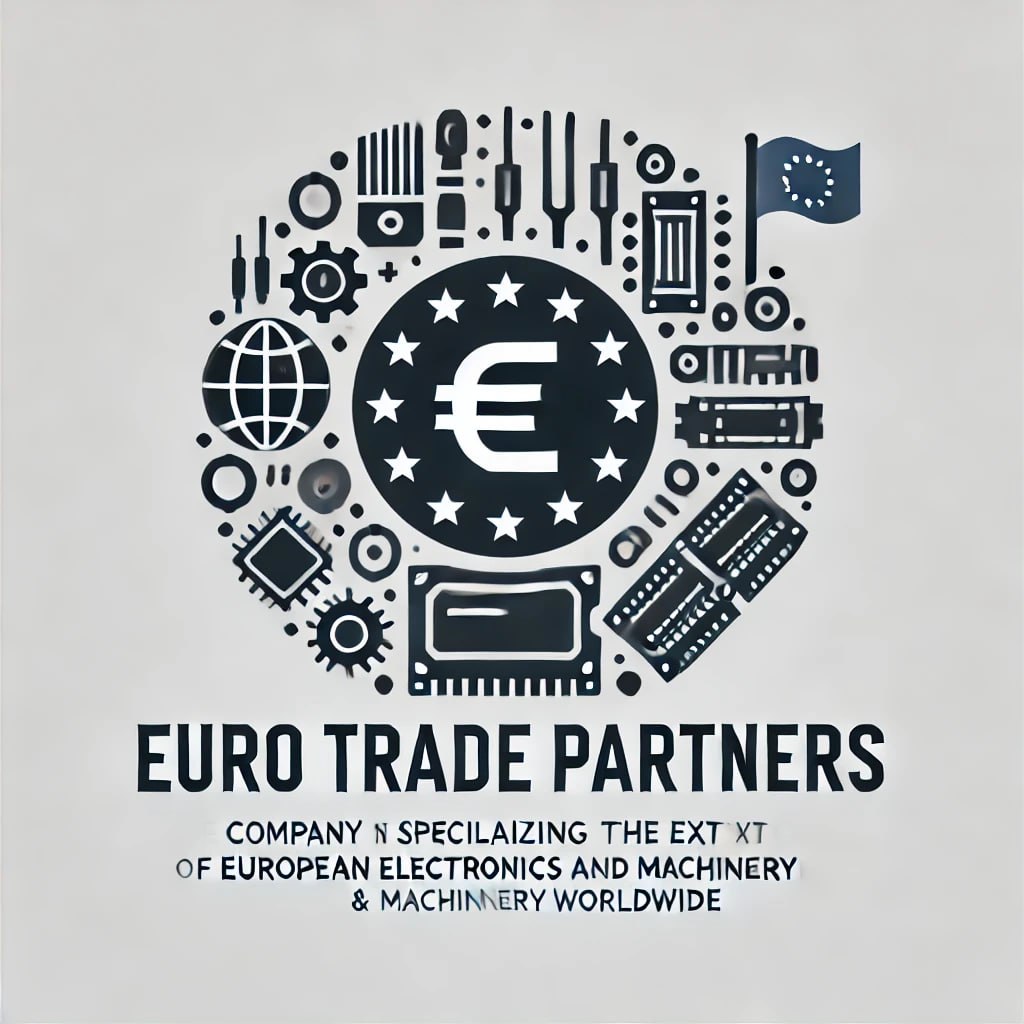 €
EURO TRADE PARTNERS
COMPANY N SPECILAIZING THE EXT XT
OF EUROPEAN ELECTRONICS AND MACHINERY
& MACHINNERY WORLDWIDE